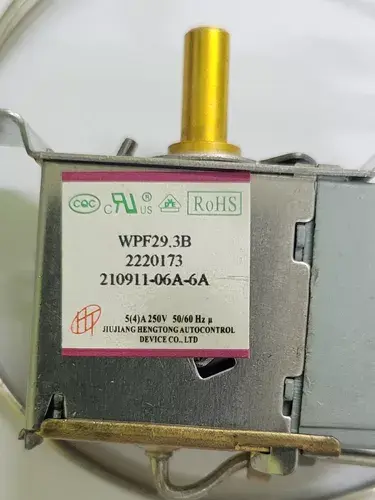 CQC
C RU ® US
RoHS
WPF29.3B
2220173
210911-06A-6A
5(4)A 250V 50/60 Hz μ
JIUJIANG HENGTONG AUTOCONTROL
DEVICE CO., LTD